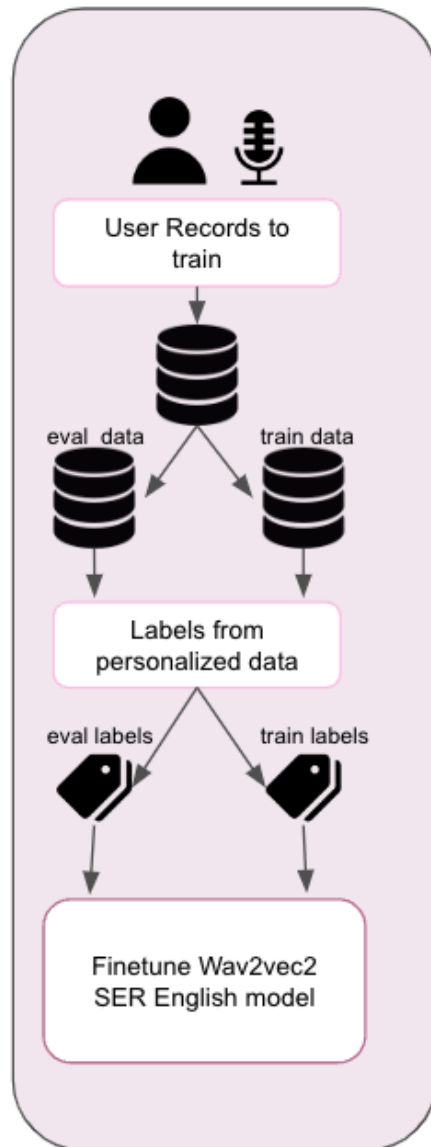 User Records to
train
eval_data
train data
Labels from
personalized data
eval labels
train labels
Finetune Wav2vec2
SER English model